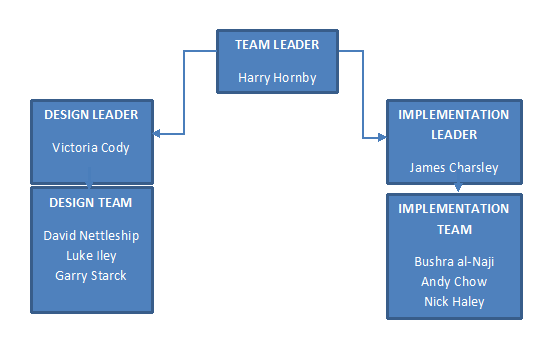 TEAM LEADER
Harry Hornby
DESIGN LEADER
Victoria Cody
IMPLEMENTATION
LEADER
James Charsley
DESIGN TEAM
David Nettleship
Luke Iley
Garry Starck
IMPLEMENTATION
TEAM
Bushra al-Naji
Andy Chow
Nick Haley